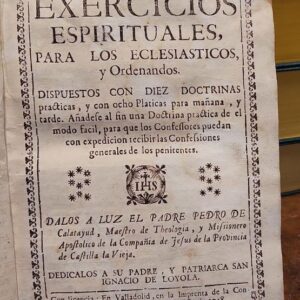 EXERCICIOS
ESPIRITUALES,
PARA LOS ECLESIASTICOS,
y Ordenandos.
DISPUESTOS CON DIEZ DOCTRINAS
practicas, y con ocho Platicas para mañana, y
tarde. Añadese al fin una Doctrina practica de el
modo facil, para que los Confessores puedan
con expedicion recibir las Confessiones
generales de los penitentes.
IHS
DALOS A LUZ EL PADRE PEDRO DE
Calatayud, Maestro de Theologia, y Missionero
Apostolico de la Compañia de Jesus de la Provincia
de Castilla la Vieja.
DEDICALOS A SU PADRE, Y PATRIARCA SAN
IGNACIO DE LOYOLA.
Con licencia: En Valladolid, en la Imprenta de la Con